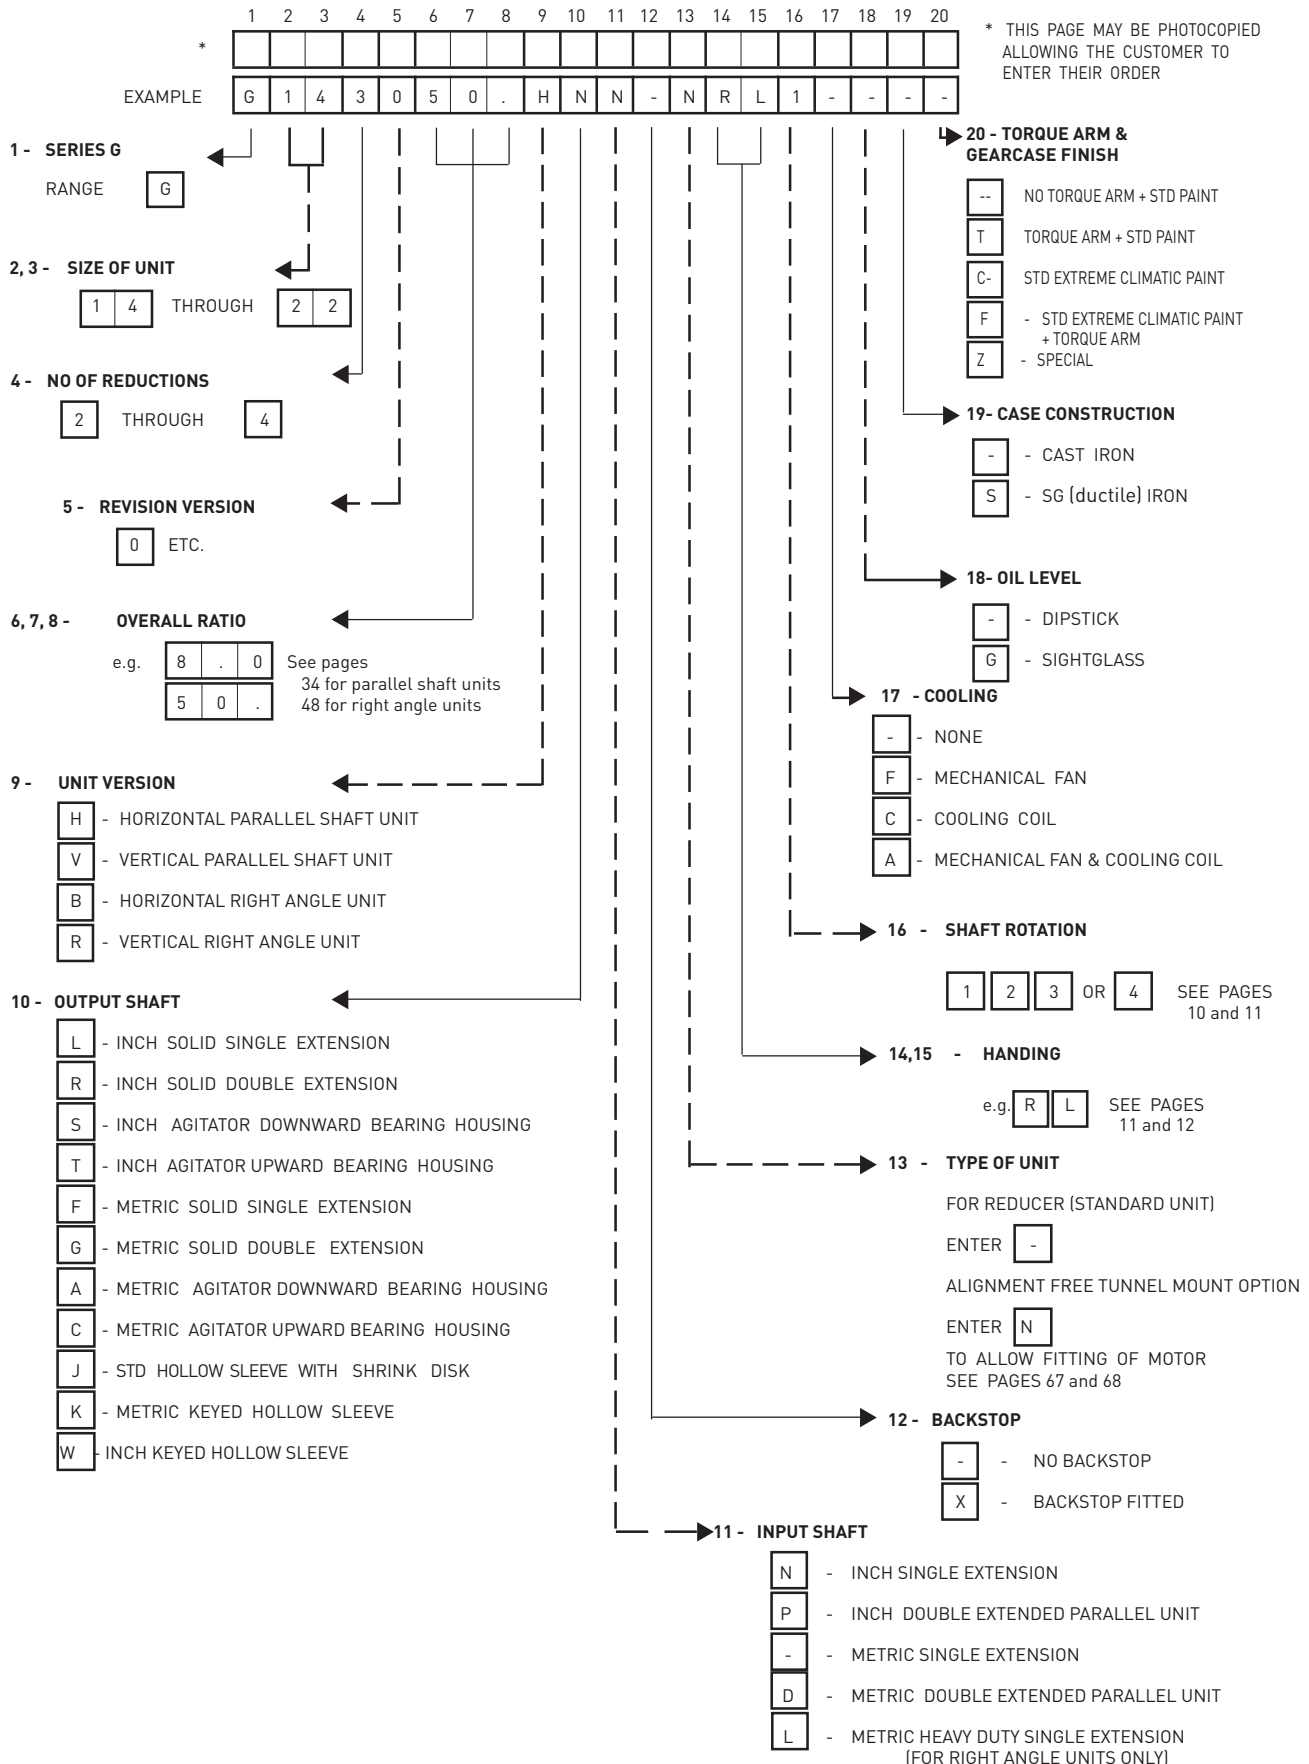 1 2 3 4 5 6 7 8 9 10 11 12 13 14 15 16 17 18 19 20
*
* THIS PAGE MAY BE PHOTOCOPIED
ALLOWING THE CUSTOMER TO
ENTER THEIR ORDER
EXAMPLE G 1 4 3 0 5 0 . H N N - N R L 1 - - - -
1 - SERIES G
RANGE G
2, 3 - SIZE OF UNIT
1 4 THROUGH 2 2
4 - NO OF REDUCTIONS
2 THROUGH 4
5 - REVISION VERSION
0 ETC.
6, 7, 8 - OVERALL RATIO
e.g. 8 . 0 See pages
34 for parallel shaft units
5 0 . 48 for right angle units
9 - UNIT VERSION
H - HORIZONTAL PARALLEL SHAFT UNIT
V - VERTICAL PARALLEL SHAFT UNIT
B - HORIZONTAL RIGHT ANGLE UNIT
R - VERTICAL RIGHT ANGLE UNIT
10 - OUTPUT SHAFT
L - INCH SOLID SINGLE EXTENSION
R - INCH SOLID DOUBLE EXTENSION
S - INCH AGITATOR DOWNWARD BEARING HOUSING
T - INCH AGITATOR UPWARD BEARING HOUSING
F - METRIC SOLID SINGLE EXTENSION
G - METRIC SOLID DOUBLE EXTENSION
A - METRIC AGITATOR DOWNWARD BEARING HOUSING
C - METRIC AGITATOR UPWARD BEARING HOUSING
J - STD HOLLOW SLEEVE WITH SHRINK DISK
K - METRIC KEYED HOLLOW SLEEVE
W - INCH KEYED HOLLOW SLEEVE
20 - TORQUE ARM &
GEARCASE FINISH
-- NO TORQUE ARM + STD PAINT
T TORQUE ARM + STD PAINT
C- STD EXTREME CLIMATIC PAINT
F - STD EXTREME CLIMATIC PAINT
+ TORQUE ARM
Z - SPECIAL
19- CASE CONSTRUCTION
- - CAST IRON
S - SG (ductile) IRON
18- OIL LEVEL
- - DIPSTICK
G - SIGHTGLASS
17 - COOLING
- - NONE
F - MECHANICAL FAN
C - COOLING COIL
A - MECHANICAL FAN & COOLING COIL
16 - SHAFT ROTATION
1 2 3 OR 4 SEE PAGES
10 and 11
14,15 - HANDING
e.g. R L SEE PAGES
11 and 12
13 - TYPE OF UNIT
FOR REDUCER (STANDARD UNIT)
ENTER -
ALIGNMENT FREE TUNNEL MOUNT OPTION
ENTER N
TO ALLOW FITTING OF MOTOR
SEE PAGES 67 and 68
12 - BACKSTOP
- - NO BACKSTOP
X - BACKSTOP FITTED
11 - INPUT SHAFT
N - INCH SINGLE EXTENSION
P - INCH DOUBLE EXTENDED PARALLEL UNIT
- - METRIC SINGLE EXTENSION
D - METRIC DOUBLE EXTENDED PARALLEL UNIT
L - METRIC HEAVY DUTY SINGLE EXTENSION
(FOR RIGHT ANGLE UNITS ONLY)